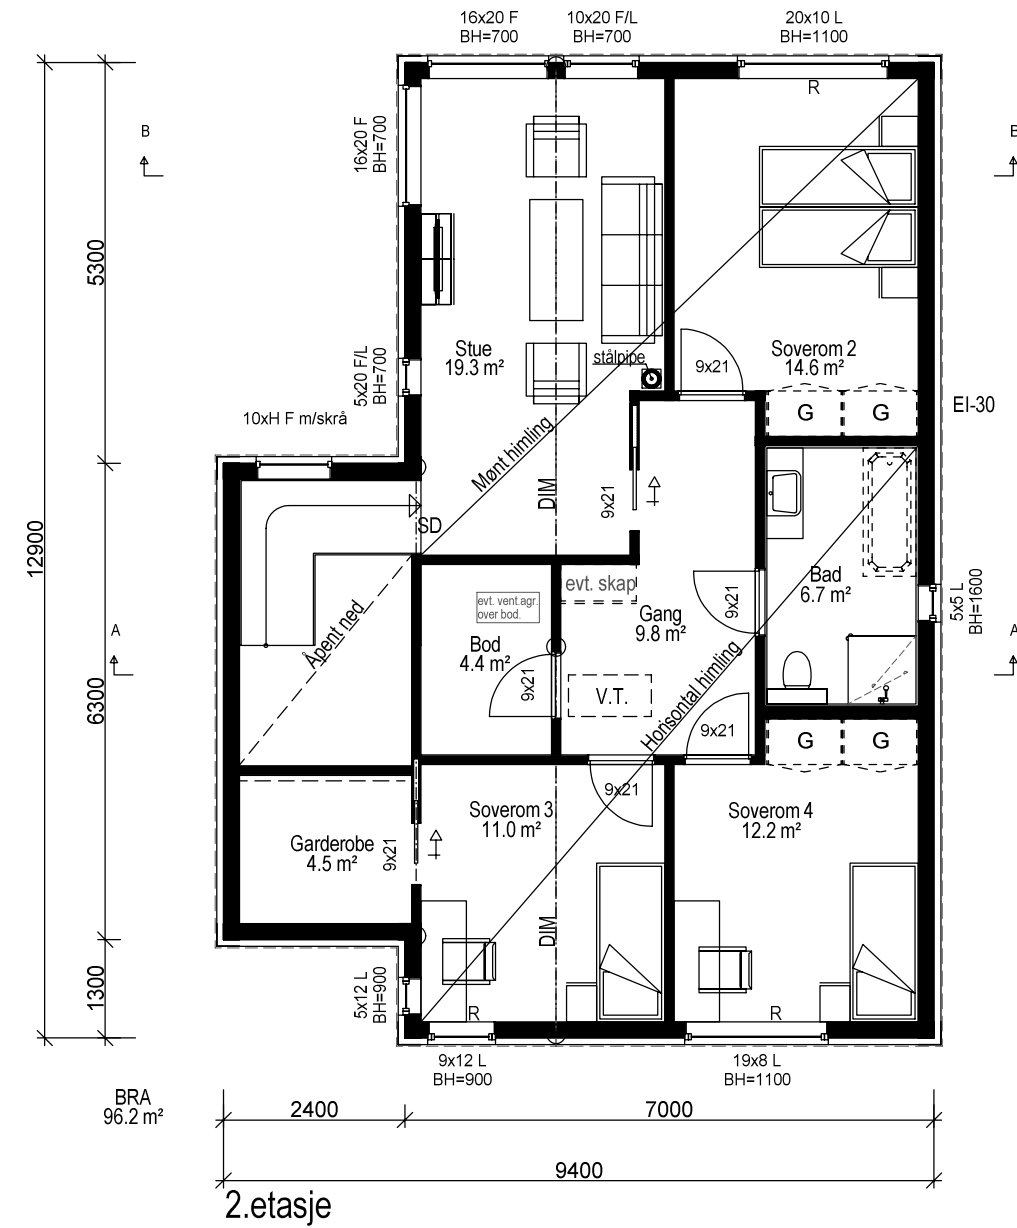 16x20 F
BH=700
10x20 F/L
BH=700
20x10 L
BH=1100
R
B
B
16x20 F
BH=700
5300
Stue
19.3 m²
stålpipe
9x21
Soverom 2
14.6 m²
5x20 F/L
BH=700
G
G
EI-30
10xH F m/skrå
Mønt himling
DIM
9x21
SD
12900
evt. skap
Bad
6.7 m²
5x5 L
BH=1600
evt. vent.agr.
over bod.
Gang
9.8 m²
9x21
A
A
Åpent ned
Bod
4.4 m²
9x21
V.T.
Horisontal himling
6300
9x21
G
G
9x21
Soverom 3
11.0 m²
Soverom 4
12.2 m²
Garderobe
4.5 m²
9x21
DIM
1300
5x12 L
BH=900
R
R
9x12 L
BH=900
19x8 L
BH=1100
BRA
96.2 m²
2400
7000
9400
2.etasje